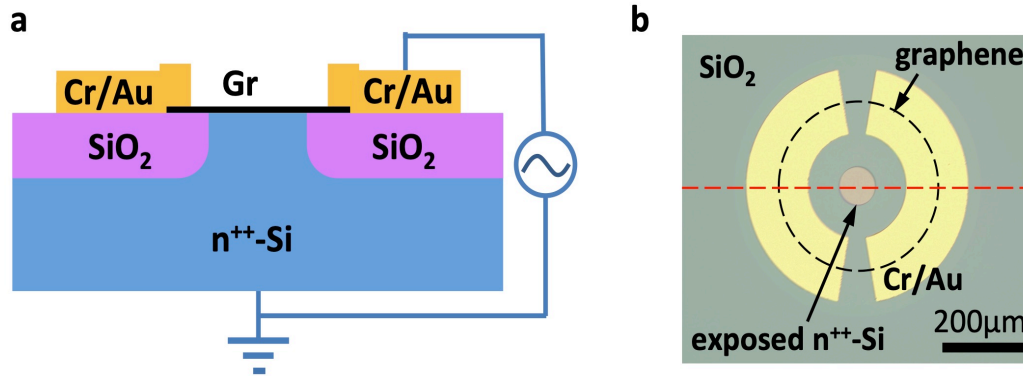 a
b
Cr/Au
Gr
Cr/Au
SiO₂
SiO₂
n⁺⁺-Si
SiO₂
graphene
Cr/Au
exposed n⁺⁺-Si
200μm